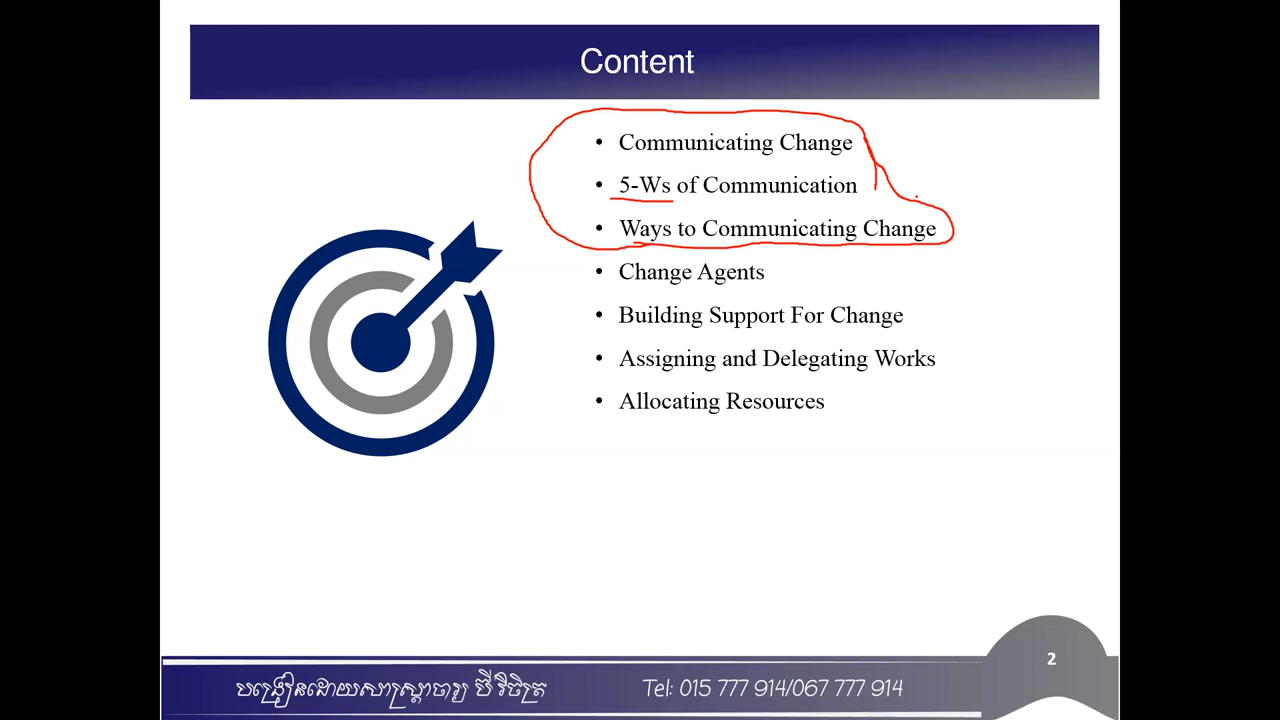 Content
• Communicating Change
• 5-Ws of Communication
• Ways to Communicating Change
• Change Agents
• Building Support For Change
• Assigning and Delegating Works
• Allocating Resources
2
បង្រៀនដោយសាស្ត្រាចារ្យ ប៊ី វិចិត្រ
Tel: 015 777 914/067 777 914